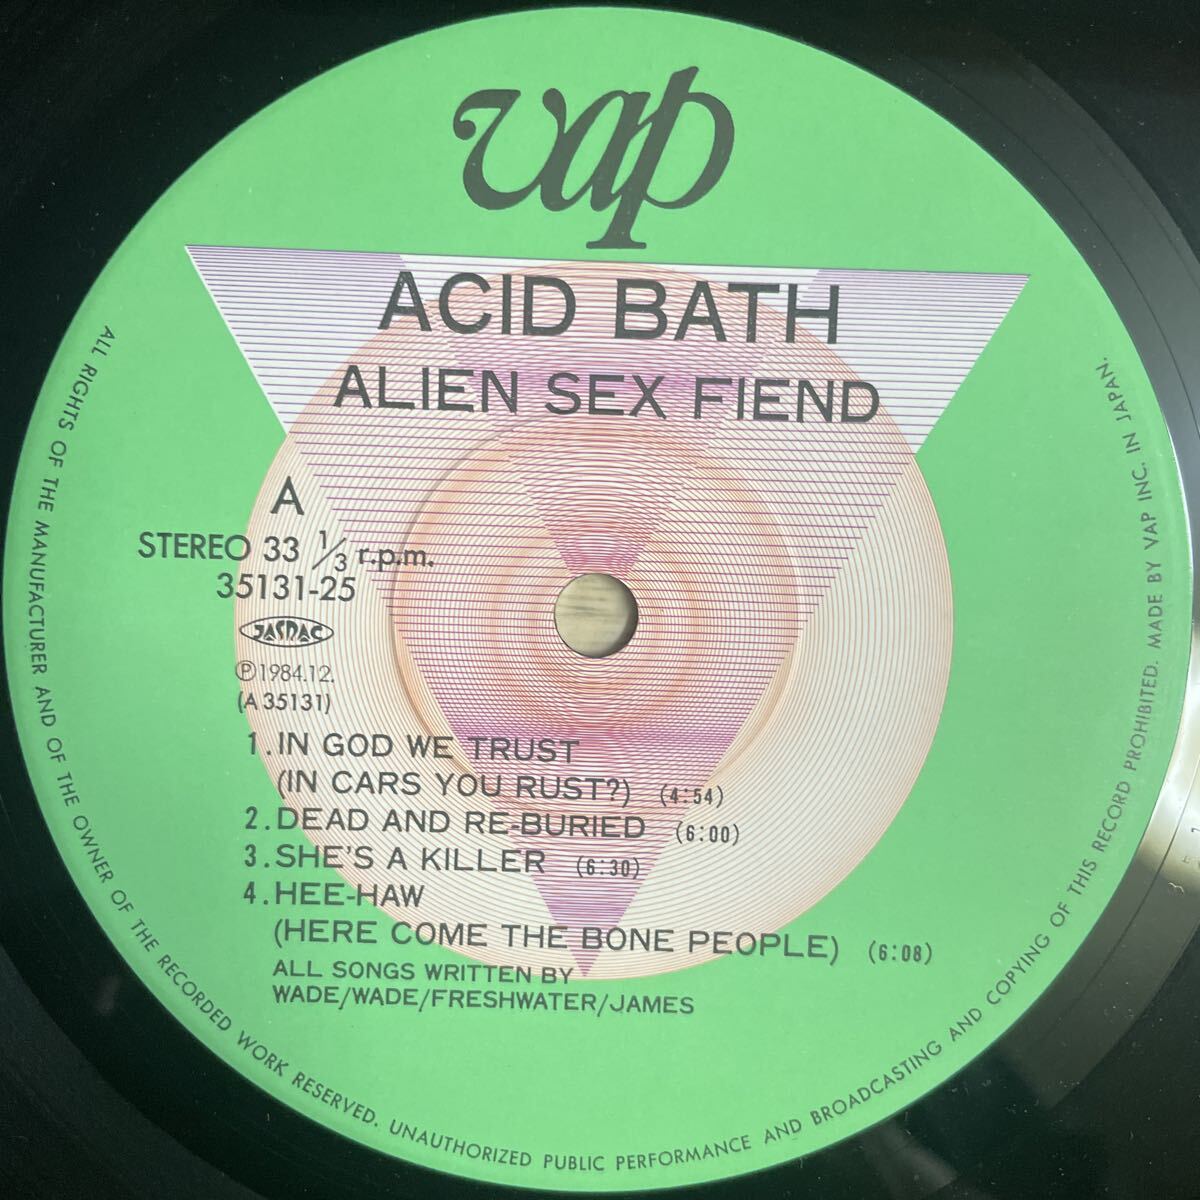 vap
ACID BATH
ALIEN SEX FIEND
A
STEREO 33 1/3 r.p.m.
35131-25
JASRAC
Ⓟ1984.12.
(A 35131)
1.IN GOD WE TRUST
(IN CARS YOU RUST?) (4:54)
2.DEAD AND RE-BURIED (6:00)
3.SHE'S A KILLER (6:30)
4.HEE-HAW
(HERE COME THE BONE PEOPLE) (6:08)
ALL SONGS WRITTEN BY
WADE/WADE/FRESHWATER/JAMES
ALL RIGHTS OF THE MANUFACTURER AND OF THE OWNER OF THE RECORDED WORK RESERVED. UNAUTHORIZED PUBLIC PERFORMANCE AND BROADCASTING AND COPYING OF THIS RECORD PROHIBITED. MADE BY VAP INC. IN JAPAN.